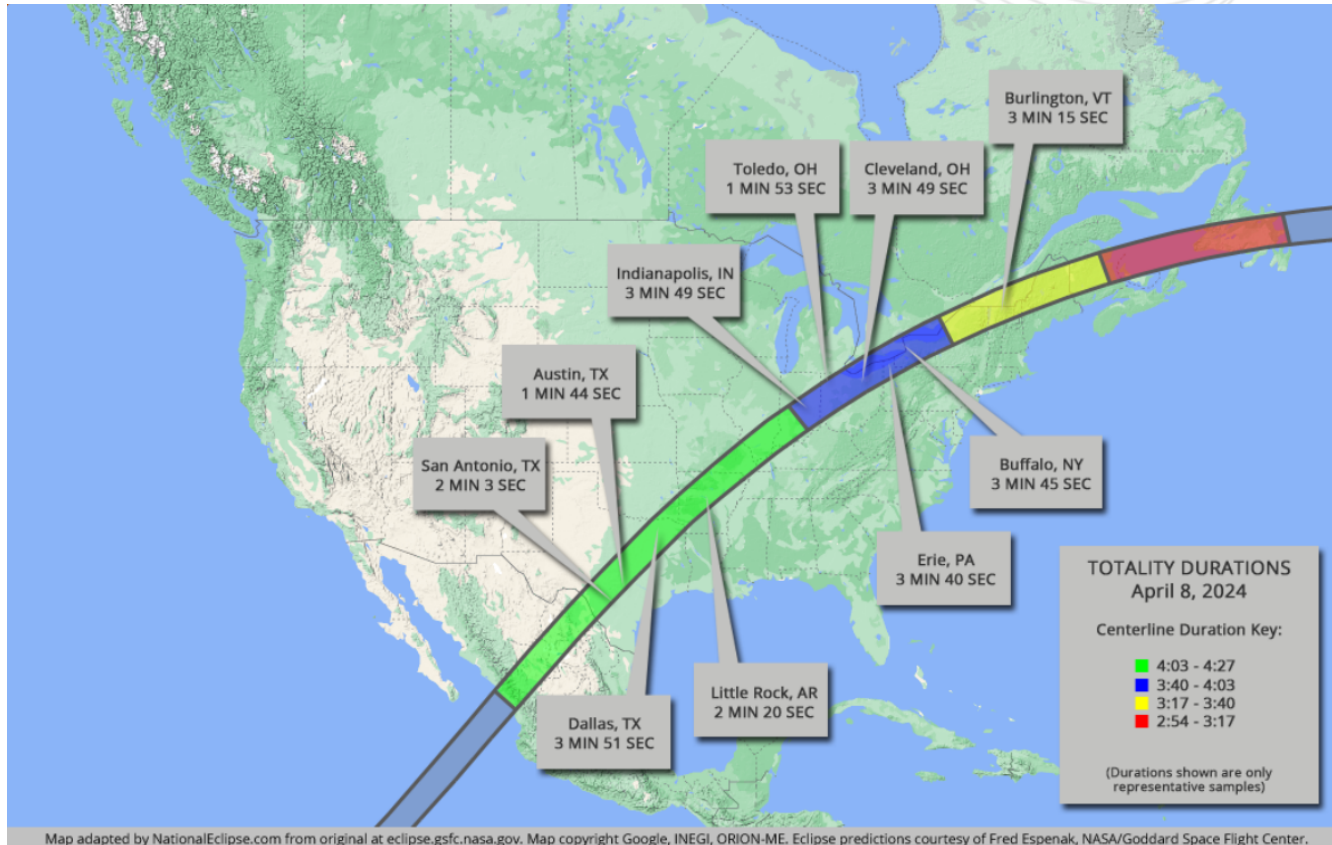 Burlington, VT
3 MIN 15 SEC
Toledo, OH
1 MIN 53 SEC
Cleveland, OH
3 MIN 49 SEC
Indianapolis, IN
3 MIN 49 SEC
Austin, TX
1 MIN 44 SEC
San Antonio, TX
2 MIN 3 SEC
Buffalo, NY
3 MIN 45 SEC
Erie, PA
3 MIN 40 SEC
Little Rock, AR
2 MIN 20 SEC
Dallas, TX
3 MIN 51 SEC
TOTALITY DURATIONS
April 8, 2024
Centerline Duration Key:
4:03 - 4:27
3:40 - 4:03
3:17 - 3:40
2:54 - 3:17
(Durations shown are only
representative samples)
Map adapted by NationalEclipse.com from original at eclipse.gsfc.nasa.gov. Map copyright Google, INEGI, ORION-ME. Eclipse predictions courtesy of Fred Espenak, NASA/Goddard Space Flight Center.